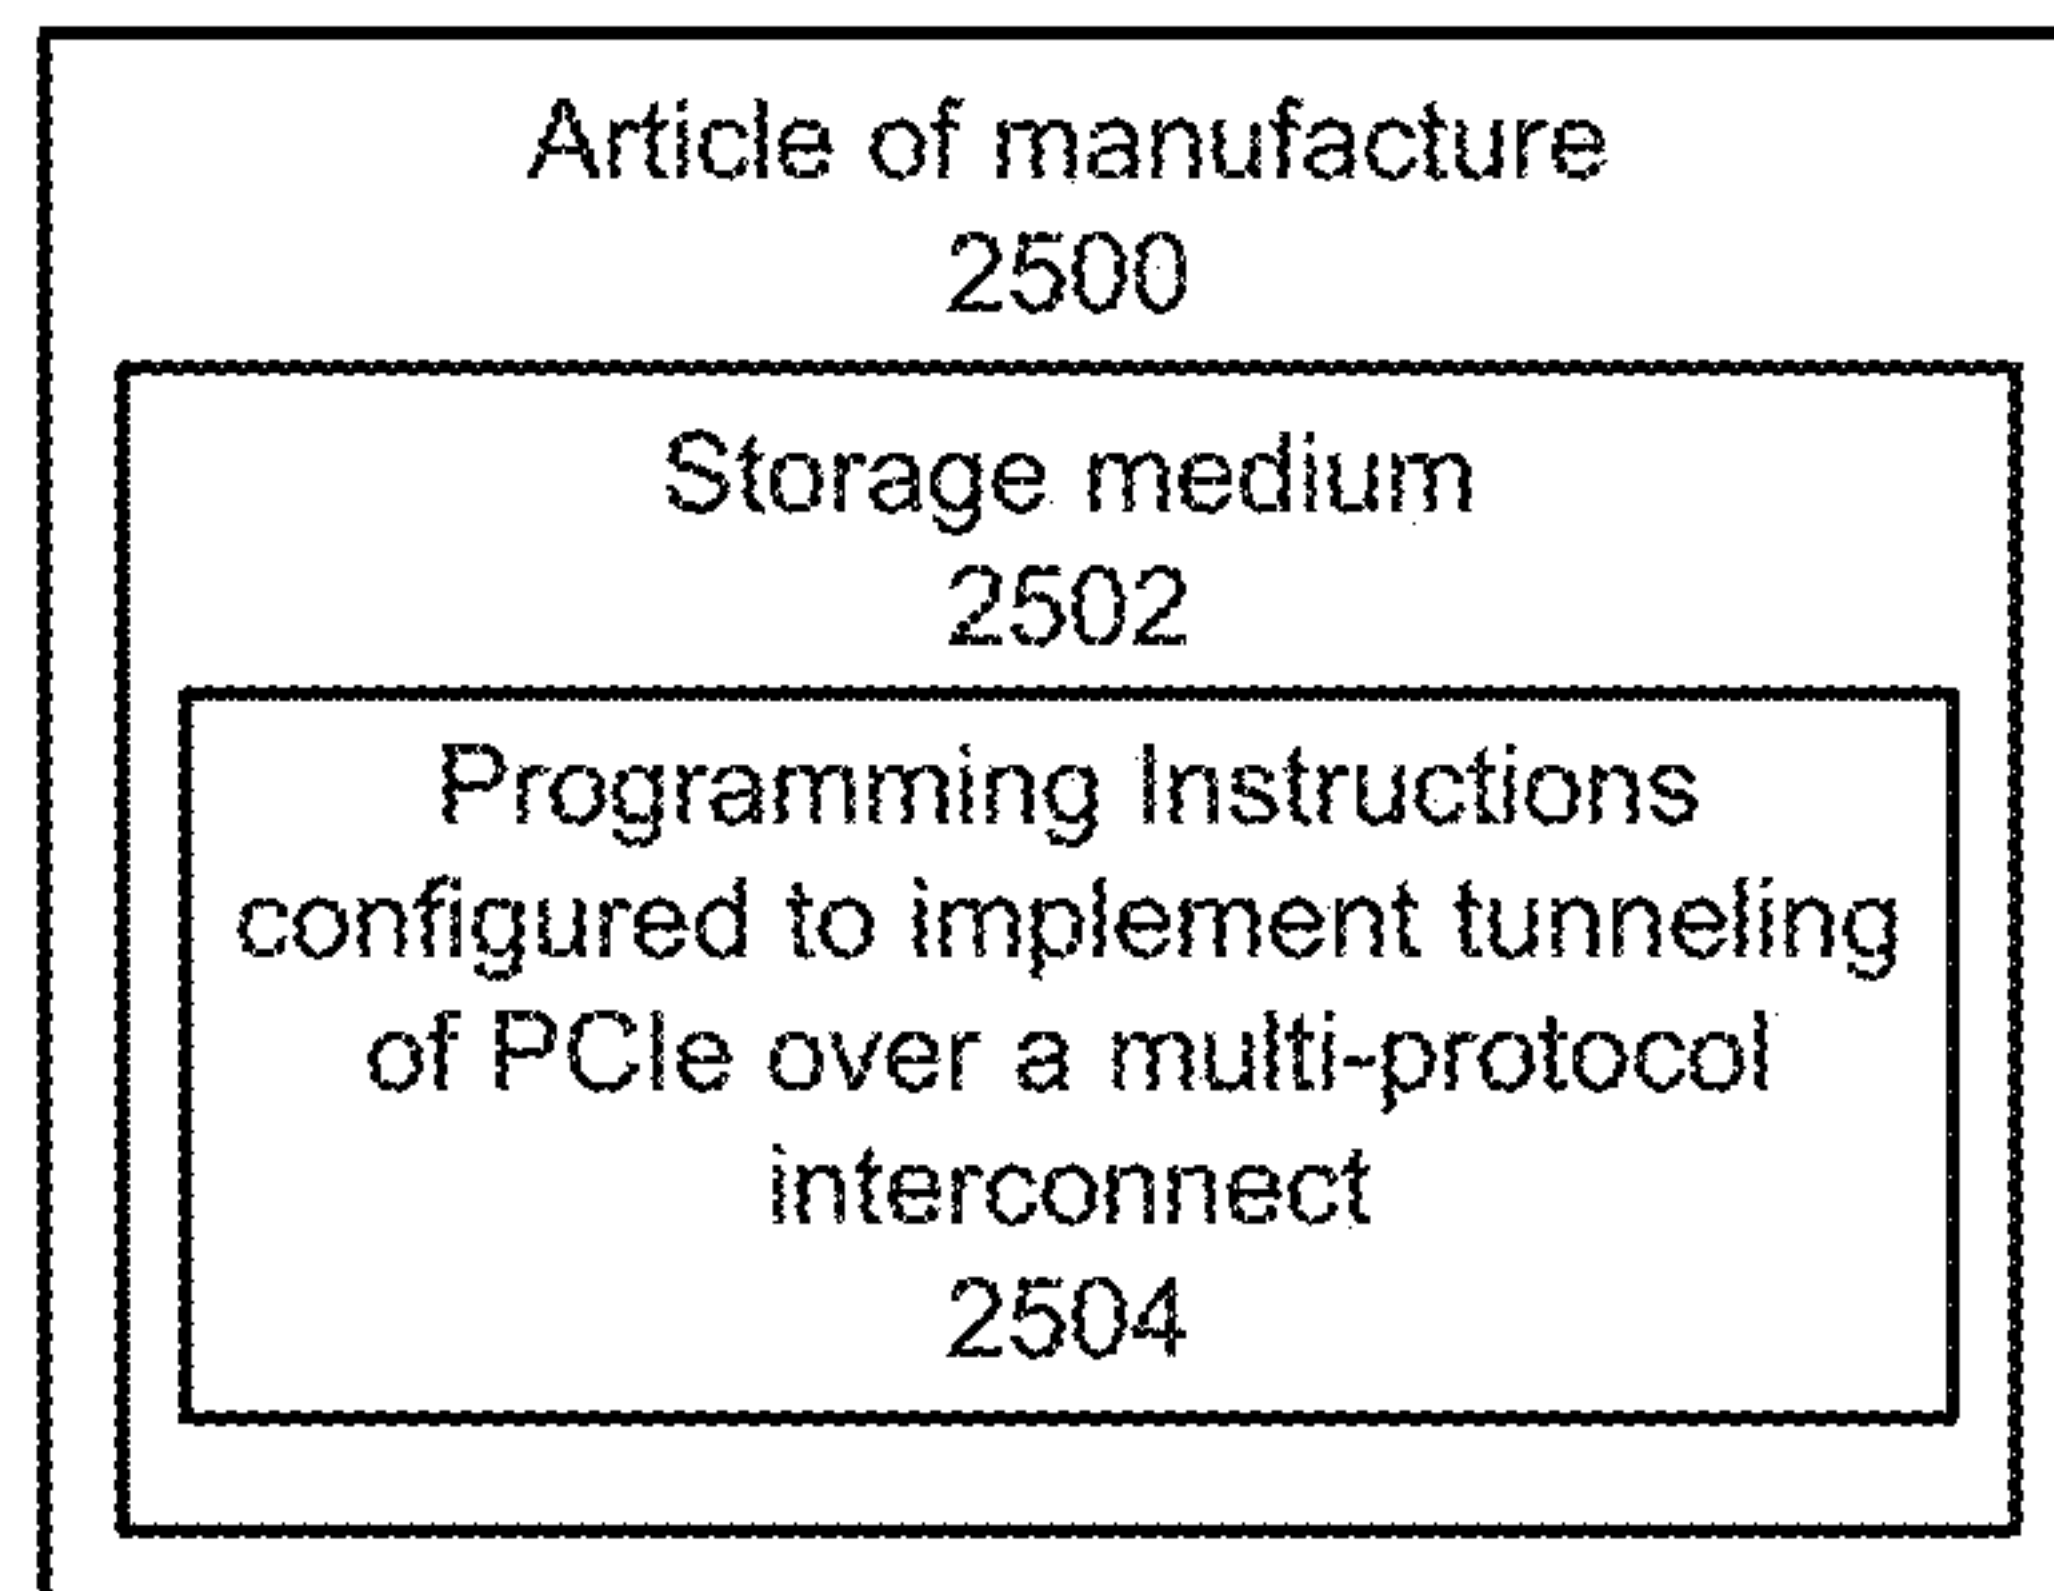 Article of manufacture
2500
Storage medium
2502
Programming Instructions
configured to implement tunneling
of PCIe over a multi-protocol
interconnect
2504